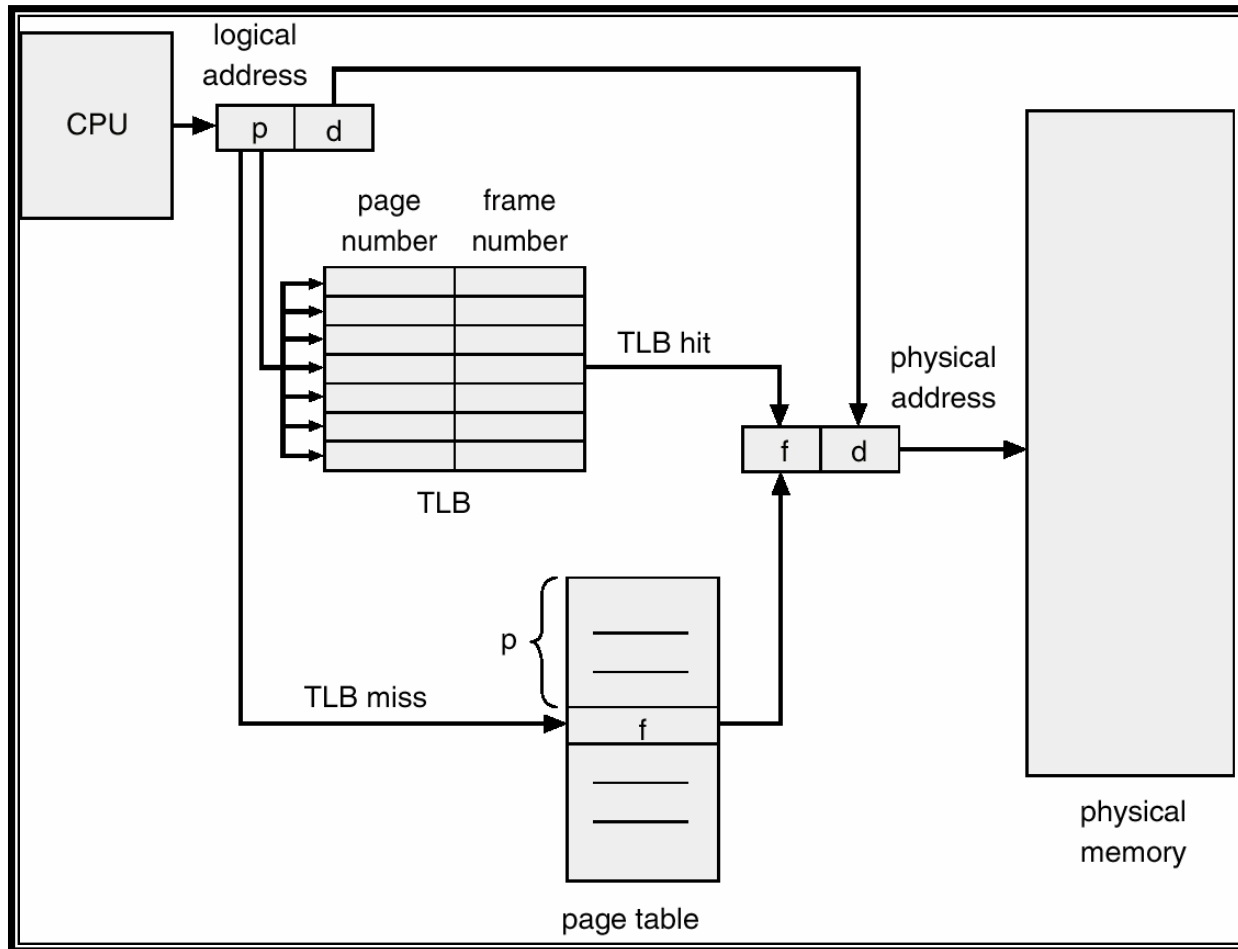 logical
address
CPU
p
d
page
number
frame
number
TLB hit
physical
address
f
d
TLB
p
TLB miss
f
physical
memory
page table